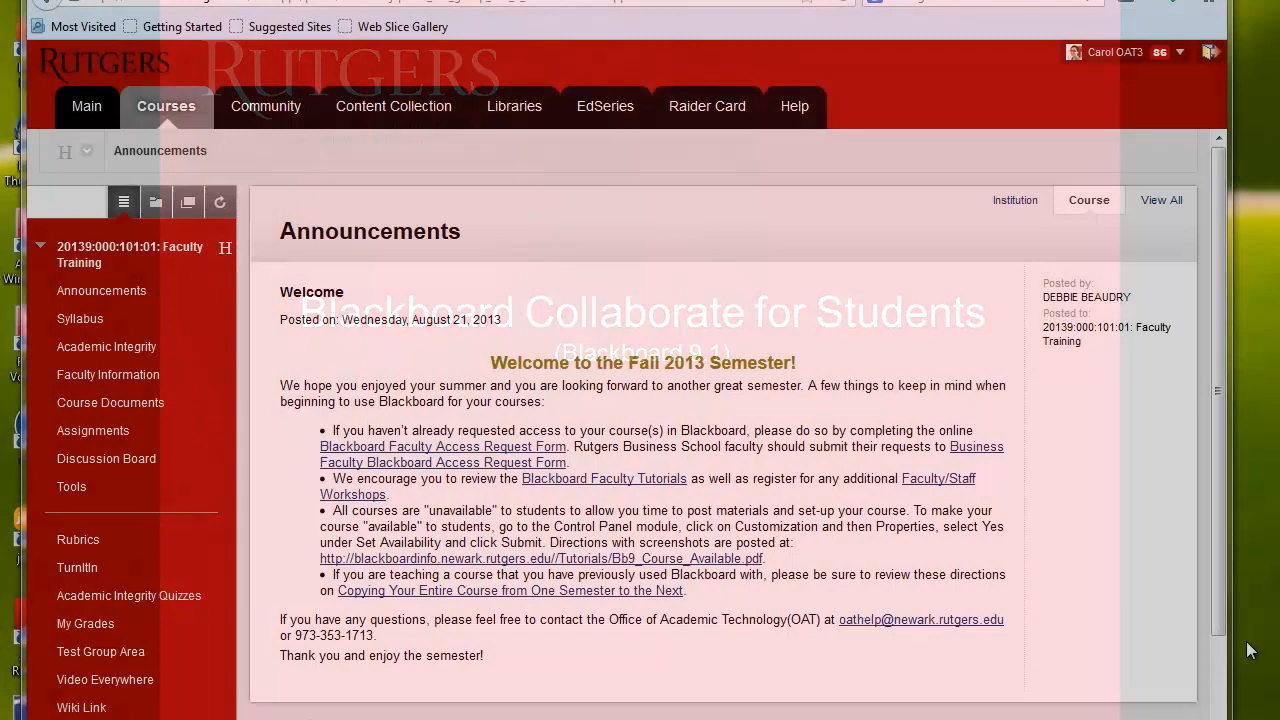 Most Visited Getting Started Suggested Sites Web Slice Gallery
RUTGERS
RUTGERS
Carol OAT3 86
Main Courses Community Content Collection Libraries EdSeries Raider Card Help
H Announcements
Institution Course View All
Announcements
20139:000:101:01: Faculty Training H
Announcements
Syllabus
Academic Integrity
Faculty Information
Course Documents
Assignments
Discussion Board
Tools
Rubrics
TurnItIn
Academic Integrity Quizzes
My Grades
Test Group Area
Video Everywhere
Wiki Link
Blackboard Collaborate for Students
(Blackboard 9.1)
Welcome
Posted on: Wednesday, August 21, 2013
Welcome to the Fall 2013 Semester!
We hope you enjoyed your summer and you are looking forward to another great semester. A few things to keep in mind when
beginning to use Blackboard for your courses:
• If you haven't already requested access to your course(s) in Blackboard, please do so by completing the online
Blackboard Faculty Access Request Form. Rutgers Business School faculty should submit their requests to Business
Faculty Blackboard Access Request Form.
• We encourage you to review the Blackboard Faculty Tutorials as well as register for any additional Faculty/Staff
Workshops.
• All courses are "unavailable" to students to allow you time to post materials and set-up your course. To make your
course "available" to students, go to the Control Panel module, click on Customization and then Properties, select Yes
under Set Availability and click Submit. Directions with screenshots are posted at:
http://blackboardinfo.newark.rutgers.edu//Tutorials/Bb9_Course_Available.pdf.
• If you are teaching a course that you have previously used Blackboard with, please be sure to review these directions
on Copying Your Entire Course from One Semester to the Next.
If you have any questions, please feel free to contact the Office of Academic Technology(OAT) at oathelp@newark.rutgers.edu
or 973-353-1713.
Thank you and enjoy the semester!
Posted by:
DEBBIE BEAUDRY
Posted to:
20139:000:101:01: Faculty
Training